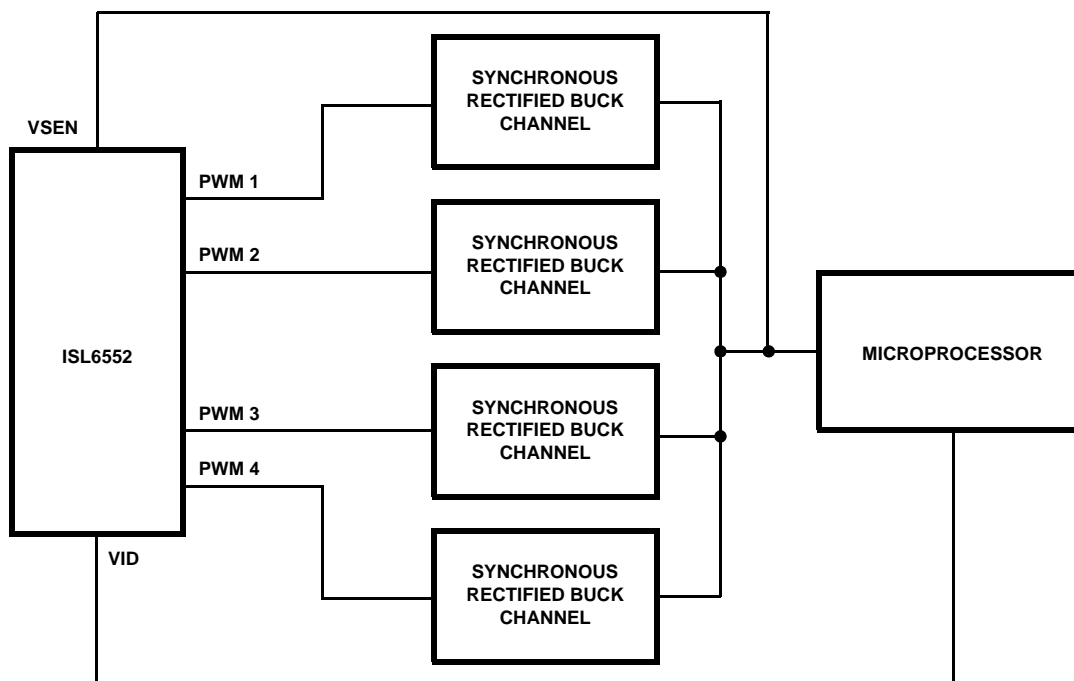 SYNCHRONOUS
RECTIFIED BUCK
CHANNEL
VSEN
PWM 1
SYNCHRONOUS
RECTIFIED BUCK
CHANNEL
PWM 2
ISL6552
MICROPROCESSOR
SYNCHRONOUS
RECTIFIED BUCK
CHANNEL
PWM 3
PWM 4
VID
SYNCHRONOUS
RECTIFIED BUCK
CHANNEL